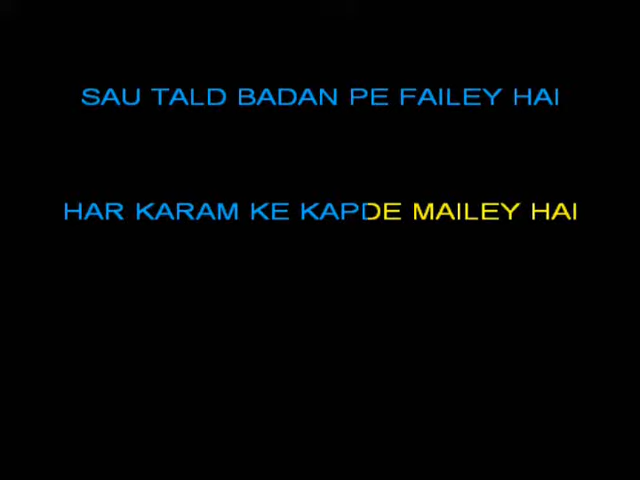 SAU TALD BADAN PE FAILEY HAI
HAR KARAM KE KAPDE MAILEY HAI